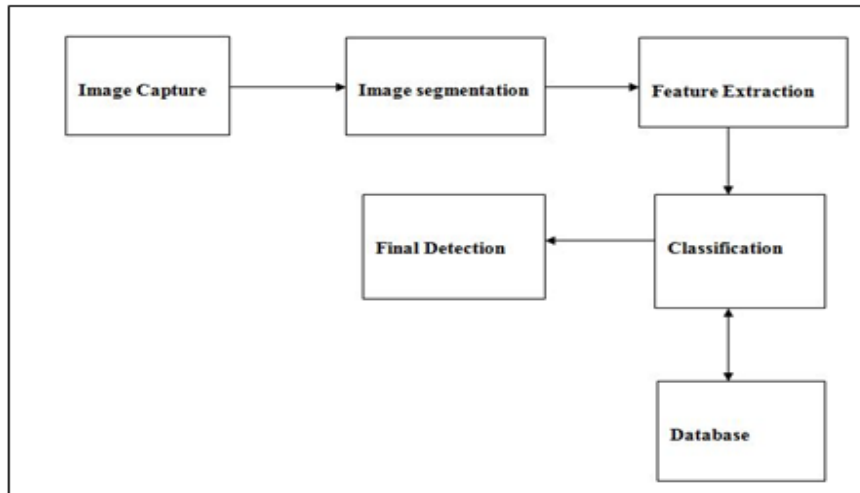 Image Capture
Image segmentation
Feature Extraction
Final Detection
Classification
Database